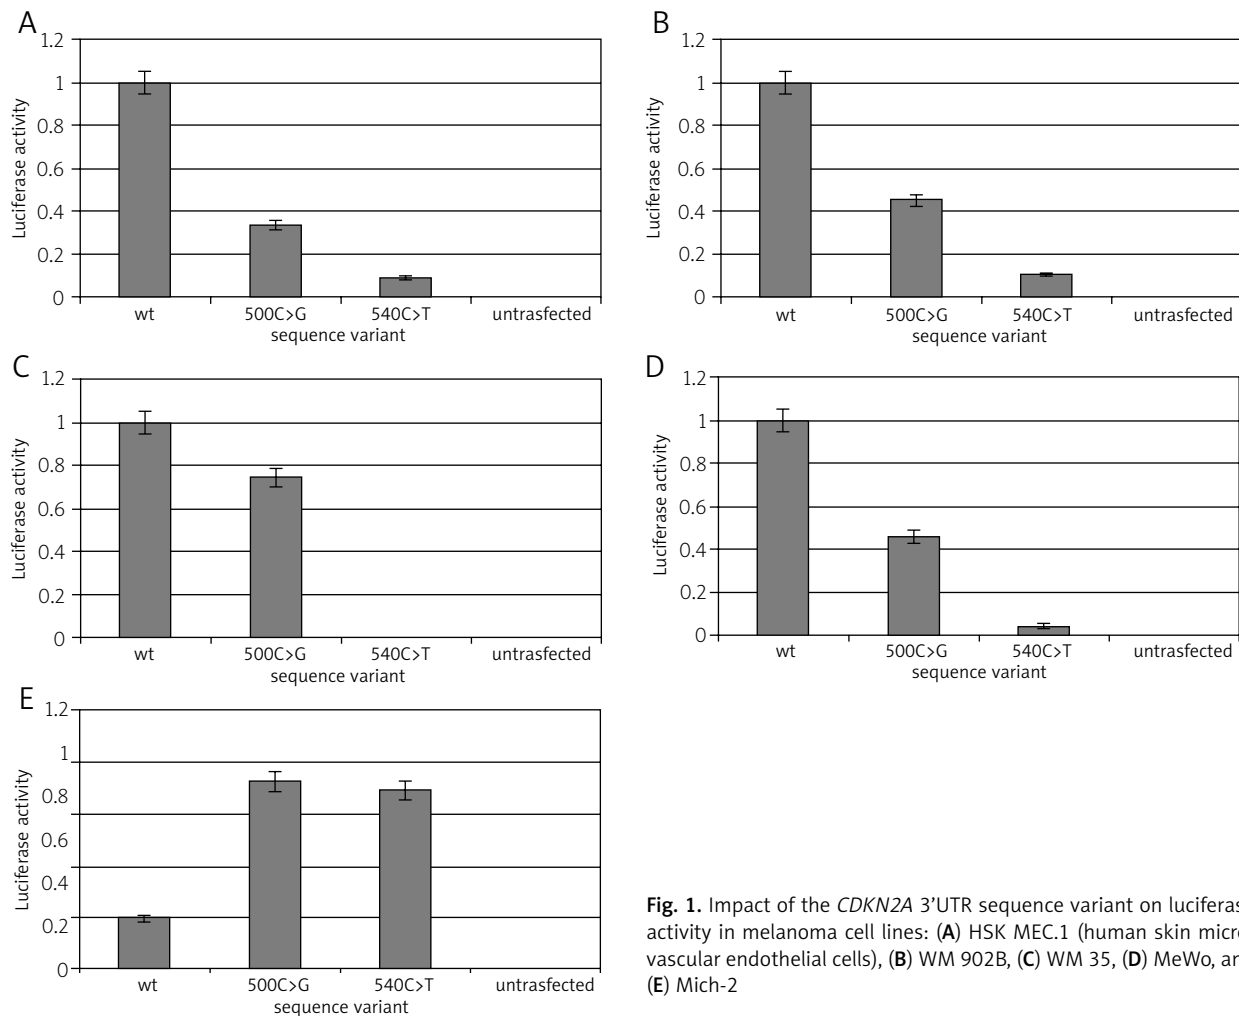 A
1.2
1
0.8
0.6
0.4
0.2
0
Luciferase activity
wt 500C>G 540C>T untrasfected
sequence variant
B
1.2
1
0.8
0.6
0.4
0.2
0
Luciferase activity
wt 500C>G 540C>T untrasfected
sequence variant
C
1.2
1
0.8
0.6
0.4
0.2
0
Luciferase activity
wt 500C>G 540C>T untrasfected
sequence variant
D
1.2
1
0.8
0.6
0.4
0.2
0
Luciferase activity
wt 500C>G 540C>T untrasfected
sequence variant
E
1.2
1
0.8
0.6
0.4
0.2
0
Luciferase activity
wt 500C>G 540C>T untrasfected
sequence variant
Fig. 1. Impact of the CDKN2A 3’UTR sequence variant on luciferas
activity in melanoma cell lines: (A) HSK MEC.1 (human skin micro
vascular endothelial cells), (B) WM 902B, (C) WM 35, (D) MeWo, an
(E) Mich-2